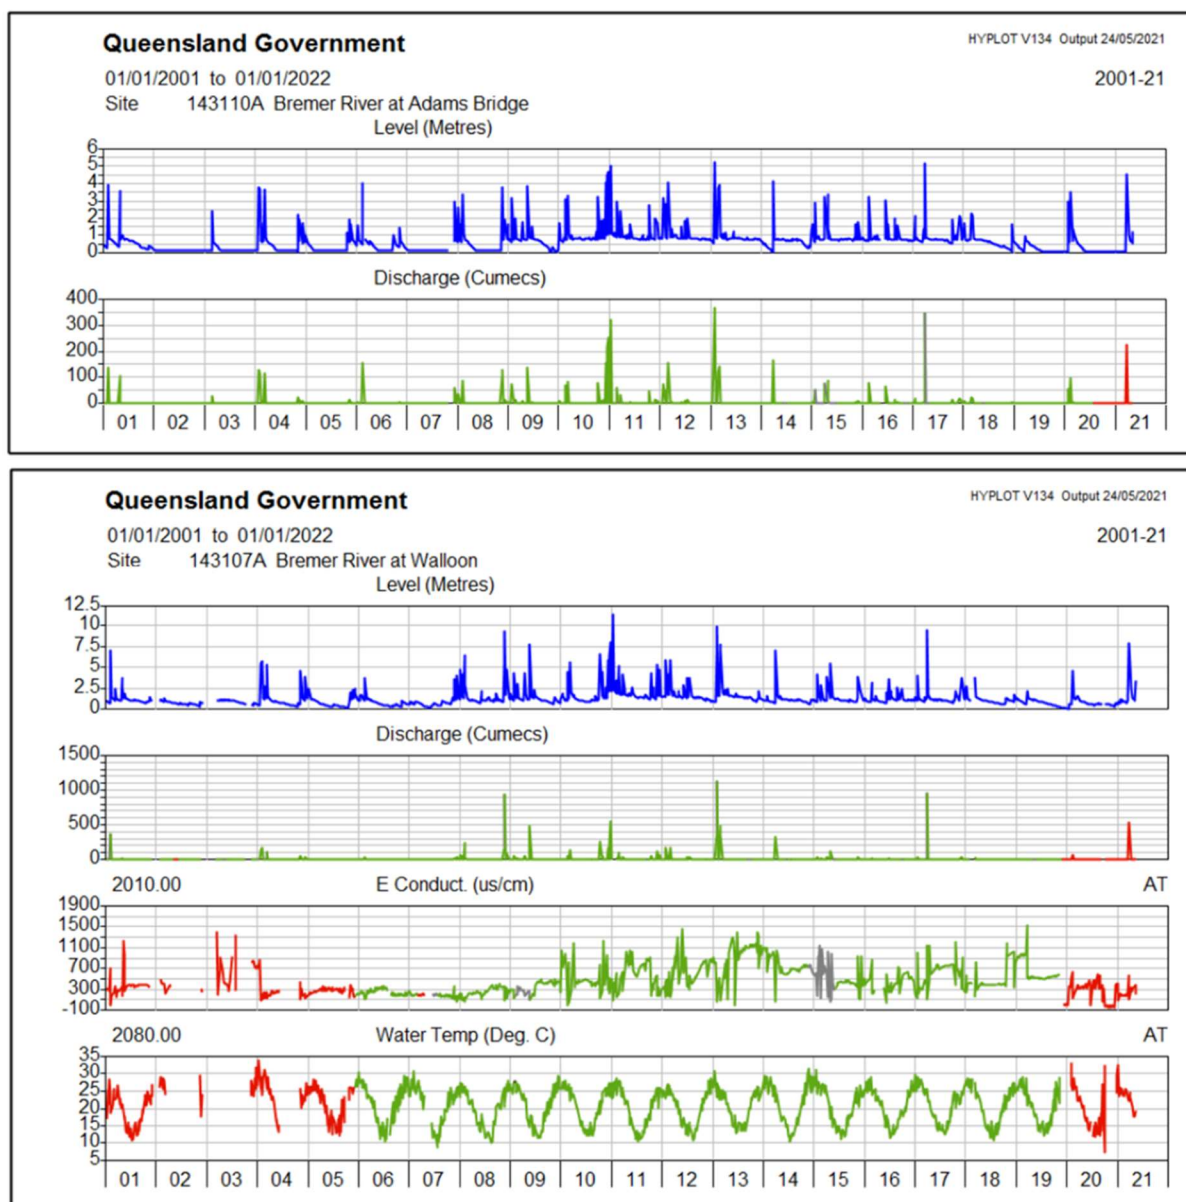 Queensland Government
HYPLOT V134 Output 24/05/2021
01/01/2001 to 01/01/2022
2001-21
Site 143110A Bremer River at Adams Bridge
Level (Metres)
6
5
4
3
2
1
0
Discharge (Cumecs)
400
300
200
100
0
01 02 03 04 05 06 07 08 09 10 11 12 13 14 15 16 17 18 19 20 21
Queensland Government
HYPLOT V134 Output 24/05/2021
01/01/2001 to 01/01/2022
2001-21
Site 143107A Bremer River at Walloon
Level (Metres)
12.5
10
7.5
5
2.5
0
Discharge (Cumecs)
1500
1000
500
0
2010.00 E Conduct. (us/cm) AT
1900
1500
1100
700
300
-100
2080.00 Water Temp (Deg. C) AT
35
30
25
20
15
10
5
01 02 03 04 05 06 07 08 09 10 11 12 13 14 15 16 17 18 19 20 21